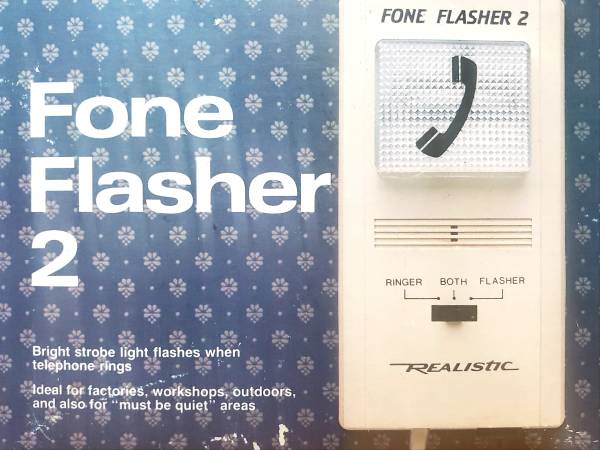 Fone
Flasher
2
Bright strobe light flashes when
telephone rings
Ideal for factories, workshops, outdoors,
and also for "must be quiet" areas
FONE FLASHER 2
RINGER BOTH FLASHER
REALISTIC